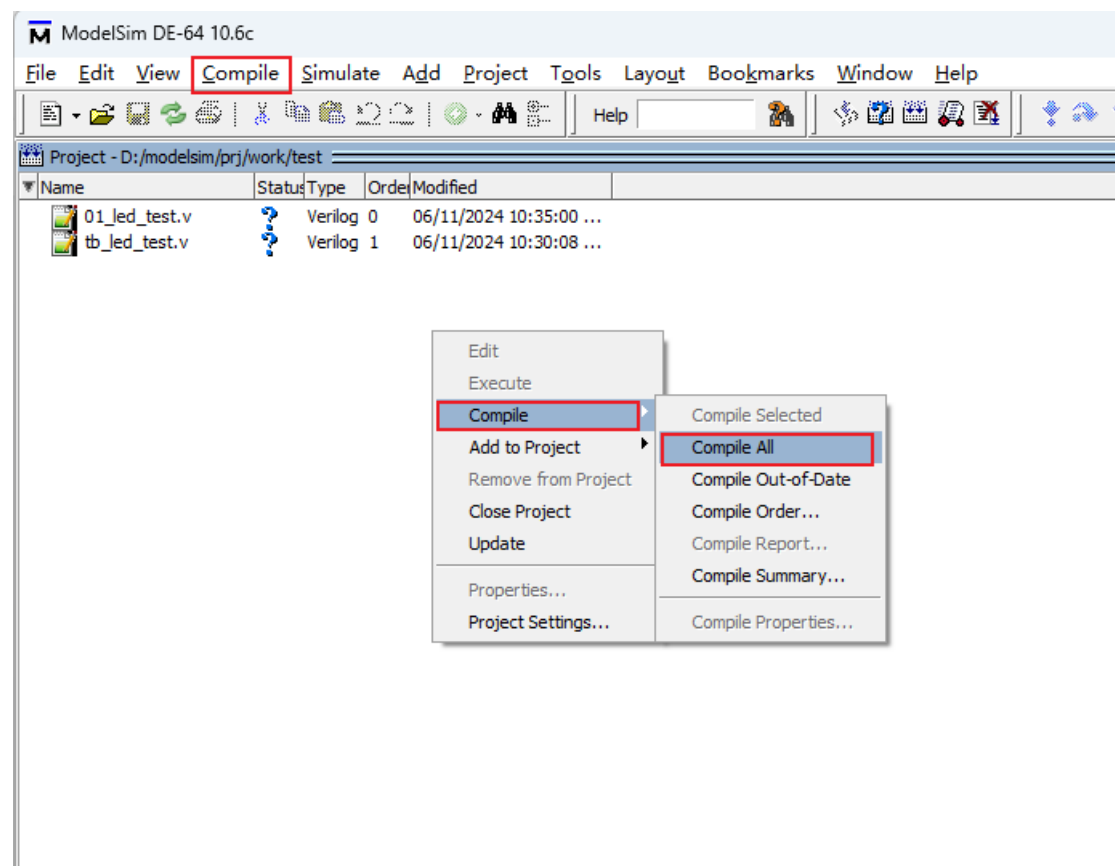 ModelSim DE-64 10.6c
File Edit View Compile Simulate Add Project Tools Layout Bookmarks Window Help
Help
Project - D:/modelsim/prj/work/test
Name Status Type Order Modified
01_led_test.v Verilog 0 06/11/2024 10:35:00 ...
tb_led_test.v Verilog 1 06/11/2024 10:30:08 ...
Edit
Execute
Compile
Add to Project
Remove from Project
Close Project
Update
Properties...
Project Settings...
Compile Selected
Compile All
Compile Out-of-Date
Compile Order...
Compile Report...
Compile Summary...
Compile Properties...